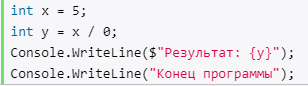 int x = 5;
int y = x / 0;
Console.WriteLine($"Результат: {y}");
Console.WriteLine("Конец программы");